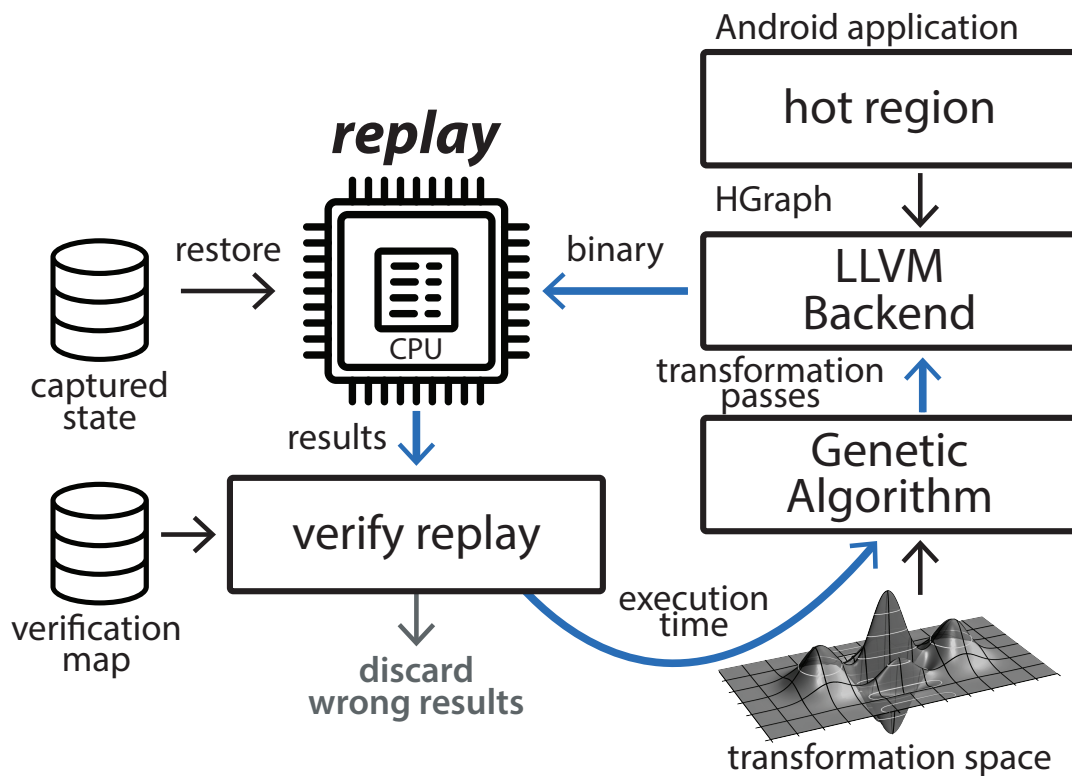 Android application
hot region
replay
HGraph
restore
binary
LLVM
Backend
CPU
captured
state
transformation
passes
results
Genetic
Algorithm
verify replay
execution
time
verification
map
discard
wrong results
transformation space